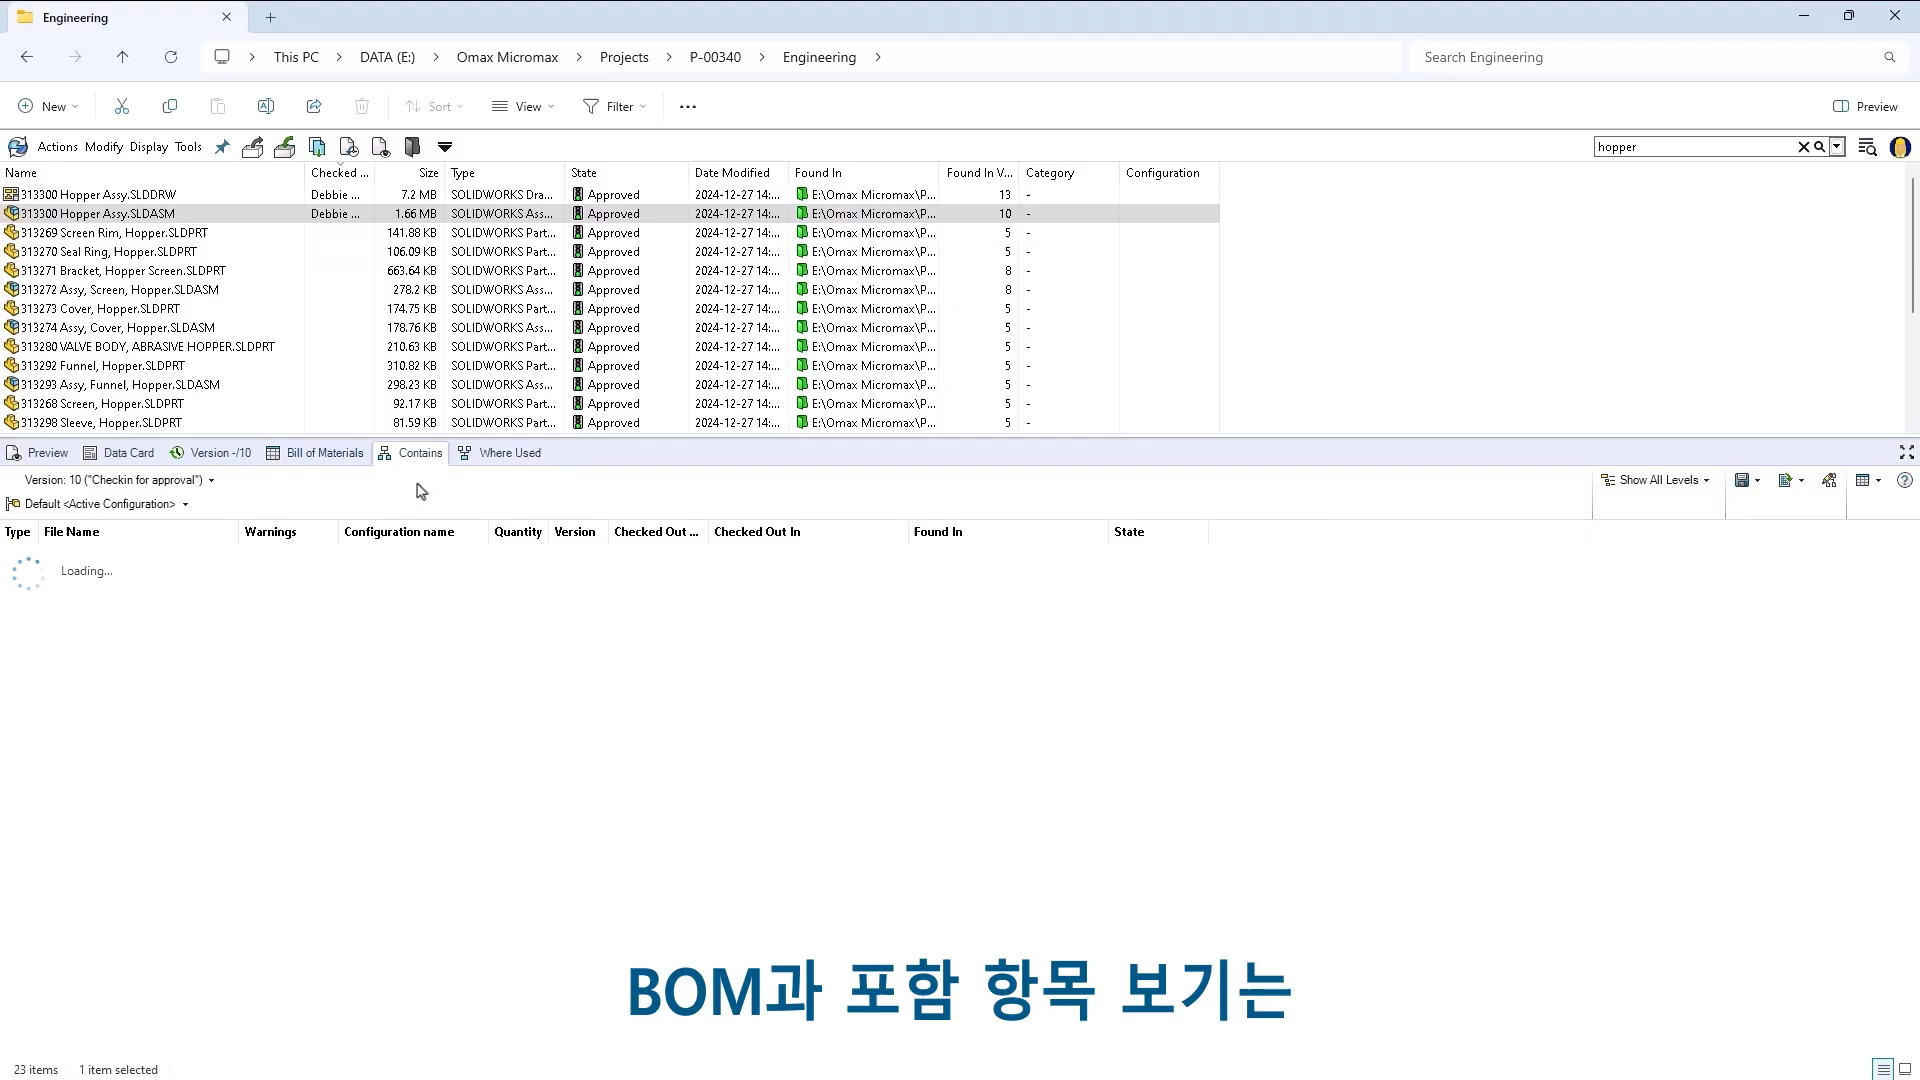 Engineering
This PC > DATA (E:) > Omax Micromax > Projects > P-00340 > Engineering >
Search Engineering
New
Sort
View
Filter
Preview
Actions Modify Display Tools
hopper
Name Checked ... Size Type State Date Modified Found In Found In V... Category Configuration
313300 Hopper Assy.SLDDRW Debbie ... 7.2 MB SOLIDWORKS Dra... Approved 2024-12-27 14:... E:\Omax Micromax\P... 13 -
313300 Hopper Assy.SLDASM Debbie ... 1.66 MB SOLIDWORKS Ass... Approved 2024-12-27 14:... E:\Omax Micromax\P... 10 -
313269 Screen Rim, Hopper.SLDPRT 141.88 KB SOLIDWORKS Part... Approved 2024-12-27 14:... E:\Omax Micromax\P... 5 -
313270 Seal Ring, Hopper.SLDPRT 106.09 KB SOLIDWORKS Part... Approved 2024-12-27 14:... E:\Omax Micromax\P... 5 -
313271 Bracket, Hopper Screen.SLDPRT 663.64 KB SOLIDWORKS Part... Approved 2024-12-27 14:... E:\Omax Micromax\P... 8 -
313272 Assy, Screen, Hopper.SLDASM 278.2 KB SOLIDWORKS Ass... Approved 2024-12-27 14:... E:\Omax Micromax\P... 8 -
313273 Cover, Hopper.SLDPRT 174.75 KB SOLIDWORKS Part... Approved 2024-12-27 14:... E:\Omax Micromax\P... 5 -
313274 Assy, Cover, Hopper.SLDASM 178.76 KB SOLIDWORKS Ass... Approved 2024-12-27 14:... E:\Omax Micromax\P... 5 -
313280 VALVE BODY, ABRASIVE HOPPER.SLDPRT 210.63 KB SOLIDWORKS Part... Approved 2024-12-27 14:... E:\Omax Micromax\P... 5 -
313292 Funnel, Hopper.SLDPRT 310.82 KB SOLIDWORKS Part... Approved 2024-12-27 14:... E:\Omax Micromax\P... 5 -
313293 Assy, Funnel, Hopper.SLDASM 298.23 KB SOLIDWORKS Ass... Approved 2024-12-27 14:... E:\Omax Micromax\P... 5 -
313268 Screen, Hopper.SLDPRT 92.17 KB SOLIDWORKS Part... Approved 2024-12-27 14:... E:\Omax Micromax\P... 5 -
313298 Sleeve, Hopper.SLDPRT 81.59 KB SOLIDWORKS Part... Approved 2024-12-27 14:... E:\Omax Micromax\P... 5 -
Preview Data Card Version -/10 Bill of Materials Contains Where Used
Version: 10 ("Checkin for approval")
Show All Levels
Default <Active Configuration>
Type File Name Warnings Configuration name Quantity Version Checked Out ... Checked Out In Found In State
Loading...
BOM과 포함 항목 보기는
23 items 1 item selected